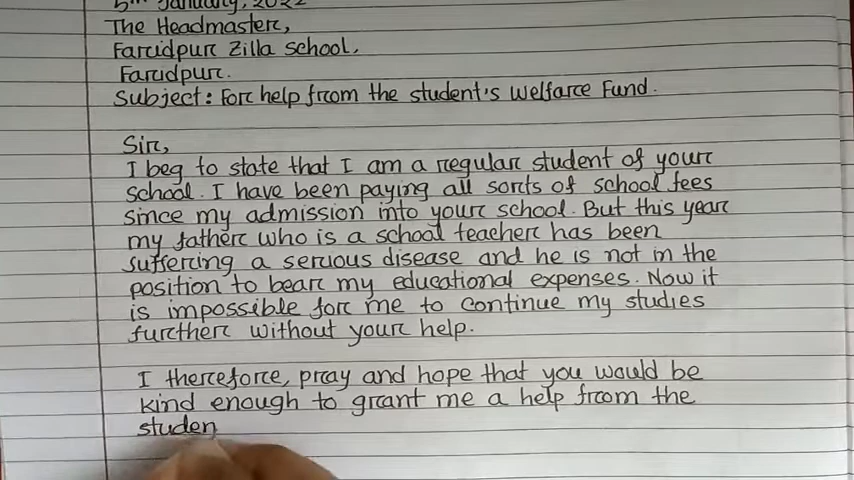 5th January, 2022
The Headmaster,
Faridpur Zilla School,
Faridpur.
Subject: For help from the student's Welfare Fund.
Sir,
I beg to state that I am a regular student of your
school. I have been paying all sorts of school fees
since my admission into your school. But this year
my father who is a school teacher has been
suffering a serious disease and he is not in the
position to bear my educational expenses. Now it
is impossible for me to continue my studies
further without your help.
I therefore, pray and hope that you would be
kind enough to grant me a help from the
studen